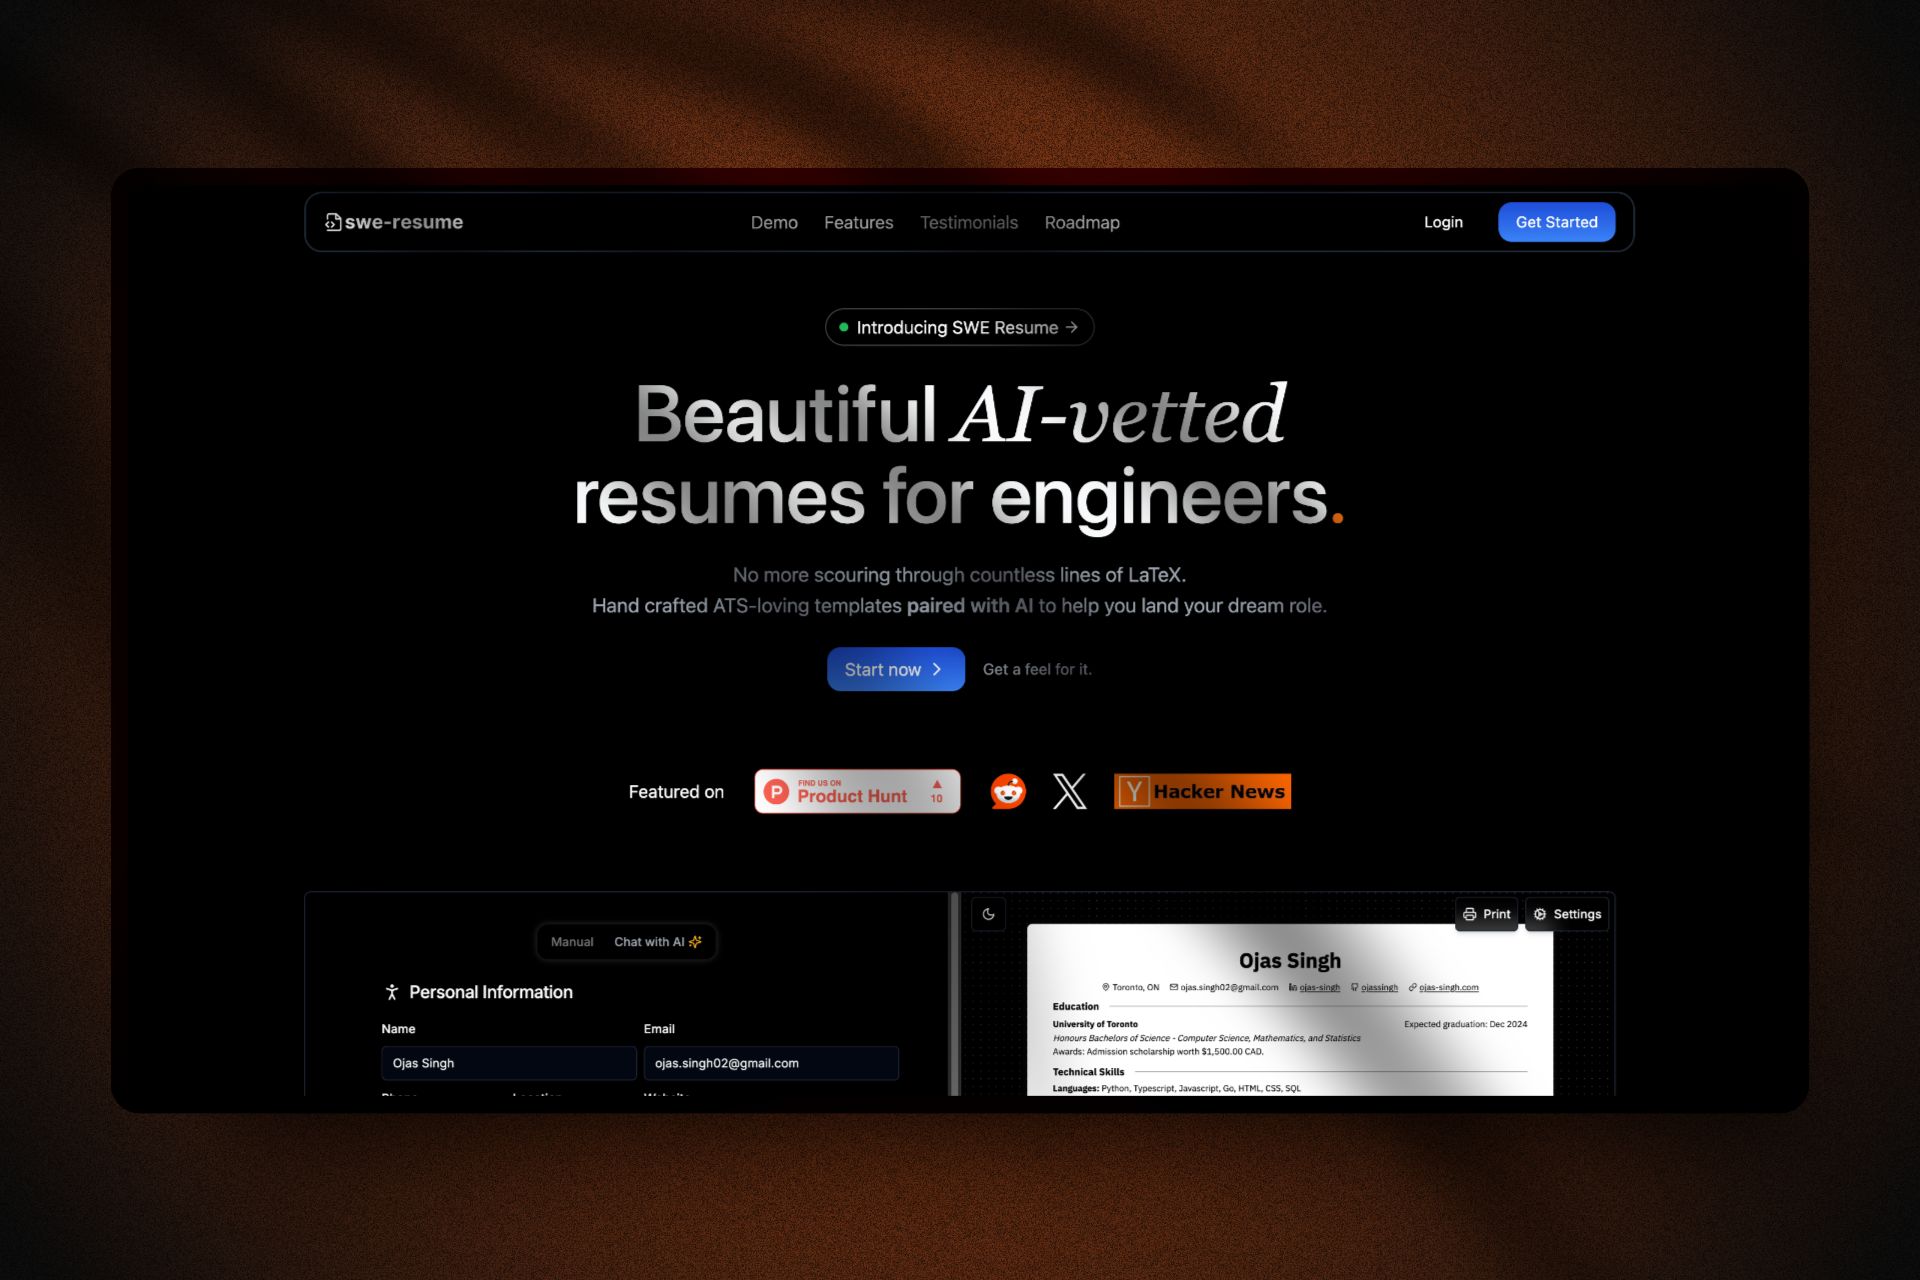 swe-resume Demo Features Testimonials Roadmap Login Get Started
Introducing SWE Resume →
Beautiful AI-vetted
resumes for engineers.
No more scouring through countless lines of LaTeX.
Hand crafted ATS-loving templates paired with AI to help you land your dream role.
Start now Get a feel for it.
Featured on
FIND US ON
Product Hunt
10
Y Hacker News
Manual Chat with AI
Personal Information
Name Email
Ojas Singh ojas.singh02@gmail.com
Print Settings
Ojas Singh
Toronto, ON ojas.singh02@gmail.com ojas-singh ojassingh ojas-singh.com
Education
University of Toronto Expected graduation: Dec 2024
Honours Bachelors of Science - Computer Science, Mathematics, and Statistics
Awards: Admission scholarship worth $1,500.00 CAD.
Technical Skills
Languages: Python, Typescript, Javascript, Go, HTML, CSS, SQL